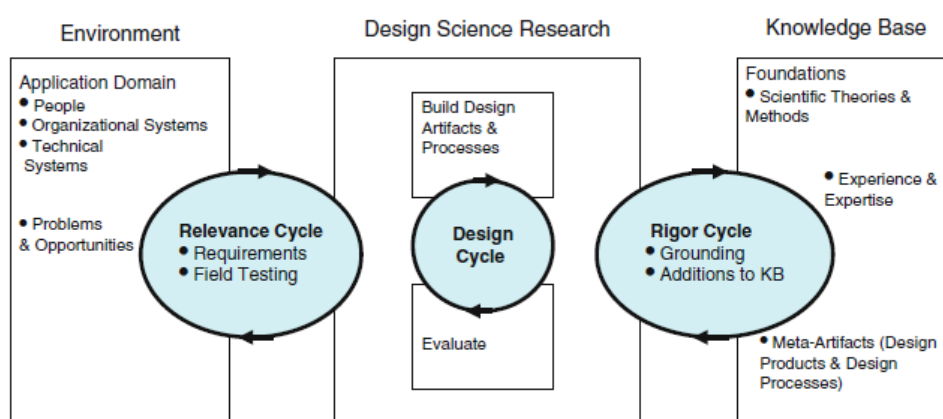 Environment
Design Science Research
Knowledge Base
Application Domain
• People
• Organizational Systems
• Technical
Systems
• Problems
& Opportunities
Relevance Cycle
• Requirements
• Field Testing
Build Design
Artifacts &
Processes
Design
Cycle
Evaluate
Rigor Cycle
• Grounding
• Additions to KB
Foundations
• Scientific Theories &
Methods
• Experience &
Expertise
• Meta-Artifacts (Design
Products & Design
Processes)